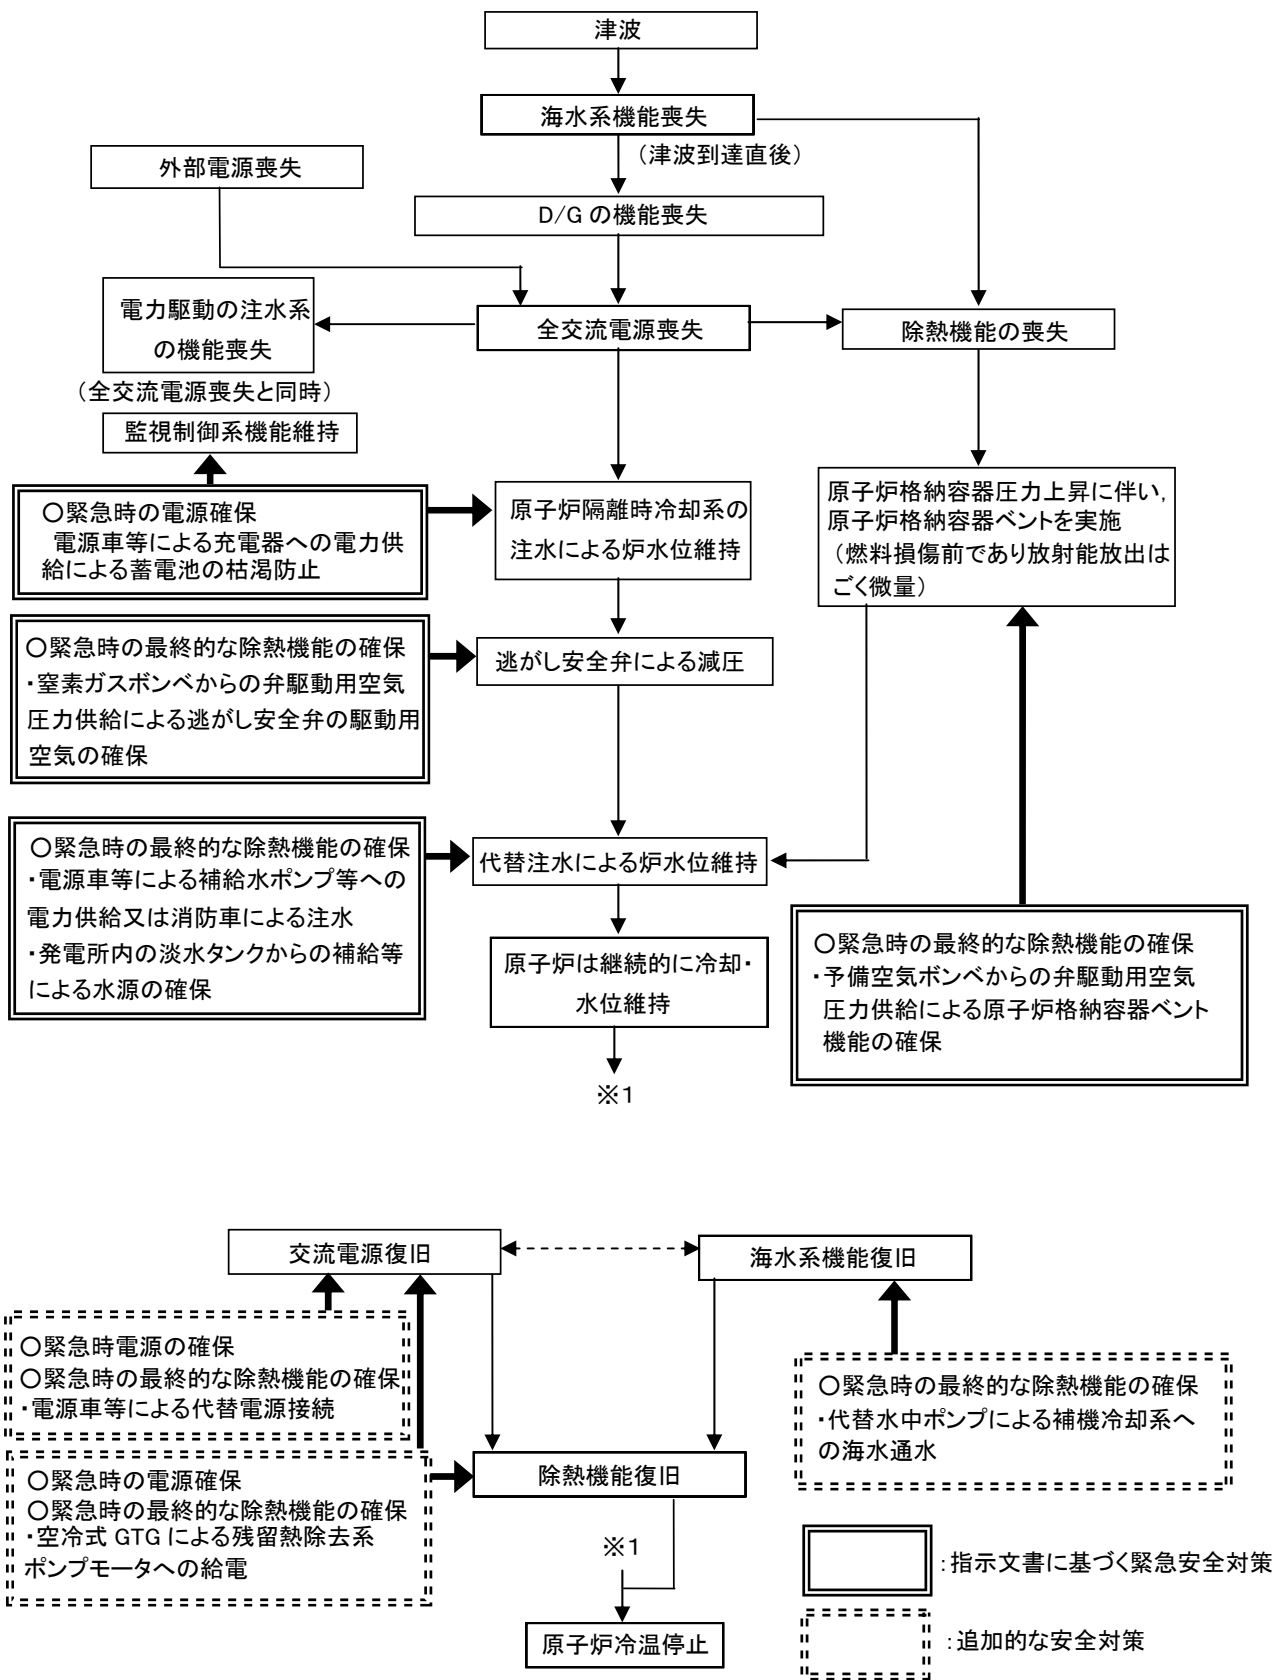 津波
海水系機能喪失
（津波到達直後）
外部電源喪失
D/G の機能喪失
電力駆動の注水系
の機能喪失
（全交流電源喪失と同時）
全交流電源喪失
除熱機能の喪失
監視制御系機能維持
○緊急時の電源確保
電源車等による充電器への電力供
給による蓄電池の枯渇防止
原子炉隔離時冷却系の
注水による炉水位維持
原子炉格納容器圧力上昇に伴い，
原子炉格納容器ベントを実施
（燃料損傷前であり放射能放出は
ごく微量）
○緊急時の最終的な除熱機能の確保
・窒素ガスボンベからの弁駆動用空気
圧力供給による逃がし安全弁の駆動用
空気の確保
逃がし安全弁による減圧
○緊急時の最終的な除熱機能の確保
・電源車等による補給水ポンプ等への
電力供給又は消防車による注水
・発電所内の淡水タンクからの補給等
による水源の確保
代替注水による炉水位維持
原子炉は継続的に冷却・
水位維持
※1
○緊急時の最終的な除熱機能の確保
・予備空気ボンベからの弁駆動用空気
圧力供給による原子炉格納容器ベント
機能の確保
交流電源復旧
海水系機能復旧
○緊急時電源の確保
○緊急時の最終的な除熱機能の確保
・電源車等による代替電源接続
○緊急時の最終的な除熱機能の確保
・代替水中ポンプによる補機冷却系へ
の海水通水
○緊急時の電源確保
○緊急時の最終的な除熱機能の確保
・空冷式 GTG による残留熱除去系
ポンプモータへの給電
除熱機能復旧
※1
原子炉冷温停止
：指示文書に基づく緊急安全対策
：追加的な安全対策